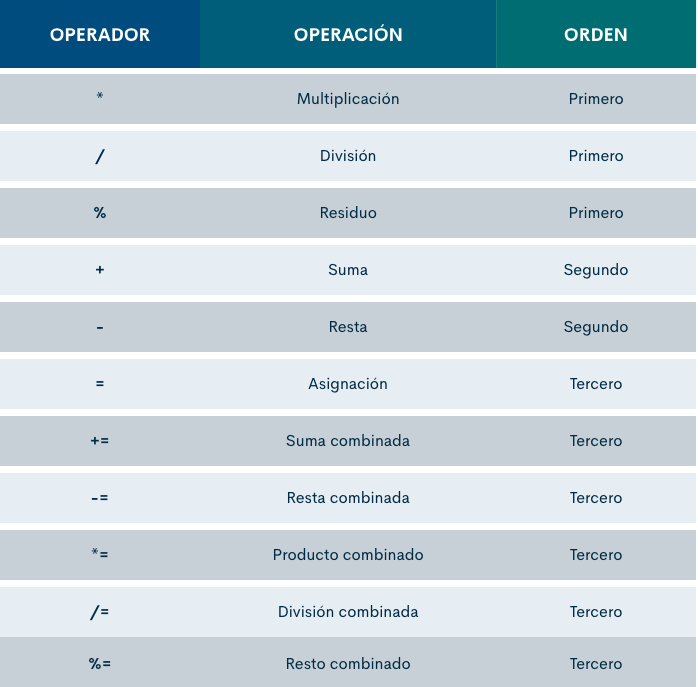 OPERADOR OPERACIÓN ORDEN
* Multiplicación Primero
/ División Primero
% Residuo Primero
+ Suma Segundo
- Resta Segundo
= Asignación Tercero
+= Suma combinada Tercero
-= Resta combinada Tercero
*= Producto combinado Tercero
/= División combinada Tercero
%= Resto combinado Tercero